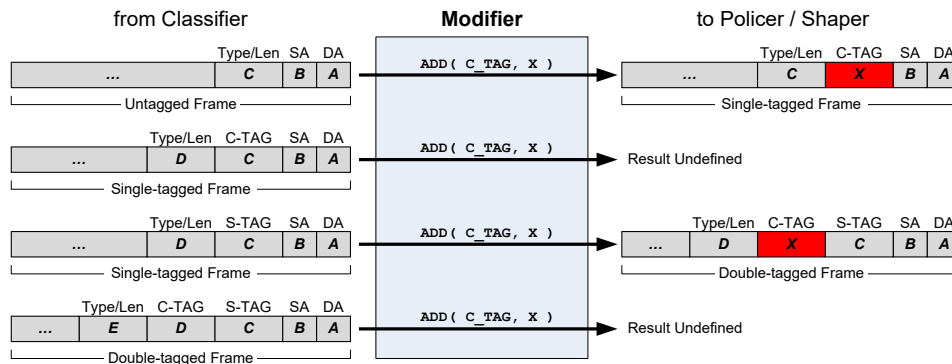 from Classifier Modifier to Policer / Shaper
Type/Len SA DA ADD( C_TAG, X ) Type/Len C-TAG SA DA
... C B A ... C X B A
Untagged Frame Single-tagged Frame
Type/Len C-TAG SA DA ADD( C_TAG, X )
... D C B A Result Undefined
Single-tagged Frame
Type/Len S-TAG SA DA ADD( C_TAG, X ) Type/Len C-TAG S-TAG SA DA
... D C B A ... D X C B A
Single-tagged Frame Double-tagged Frame
Type/Len C-TAG S-TAG SA DA ADD( C_TAG, X )
... E D C B A Result Undefined
Double-tagged Frame